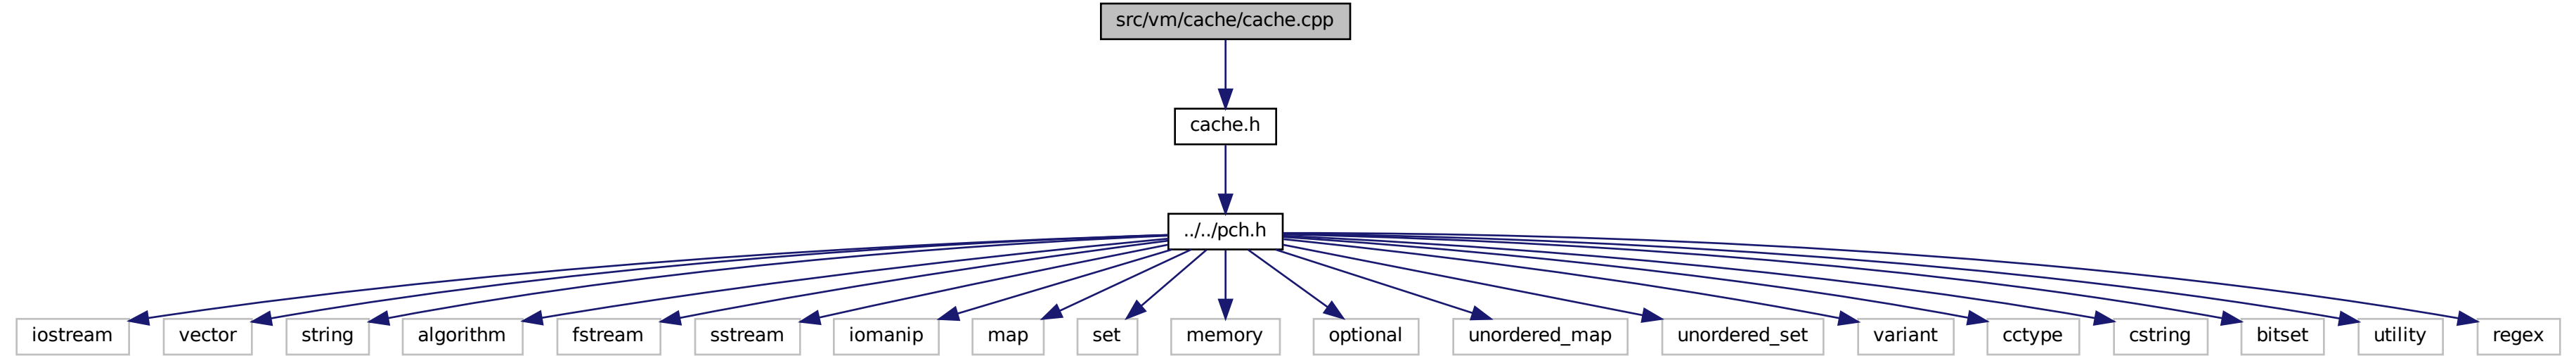 src/vm/cache/cache.cpp
cache.h
../../pch.h
iostream
vector
string
algorithm
fstream
sstream
iomanip
map
set
memory
optional
unordered_map
unordered_set
variant
cctype
cstring
bitset
utility
regex